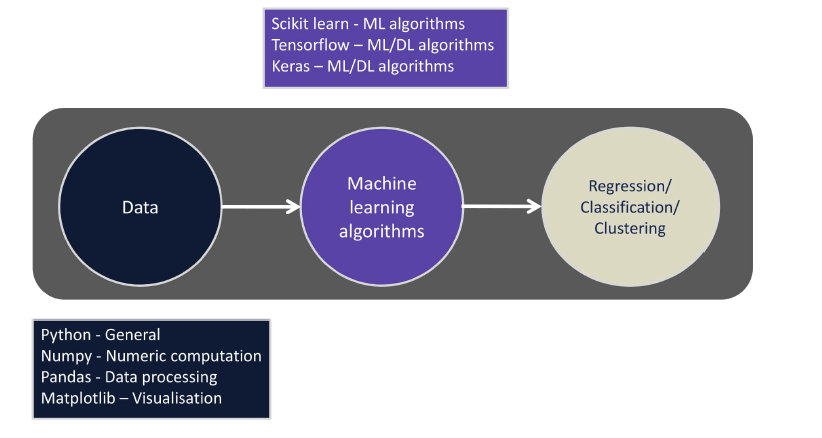 Scikit learn - ML algorithms
Tensorflow – ML/DL algorithms
Keras – ML/DL algorithms
Data
Machine
learning
algorithms
Regression/
Classification/
Clustering
Python - General
Numpy - Numeric computation
Pandas - Data processing
Matplotlib – Visualisation